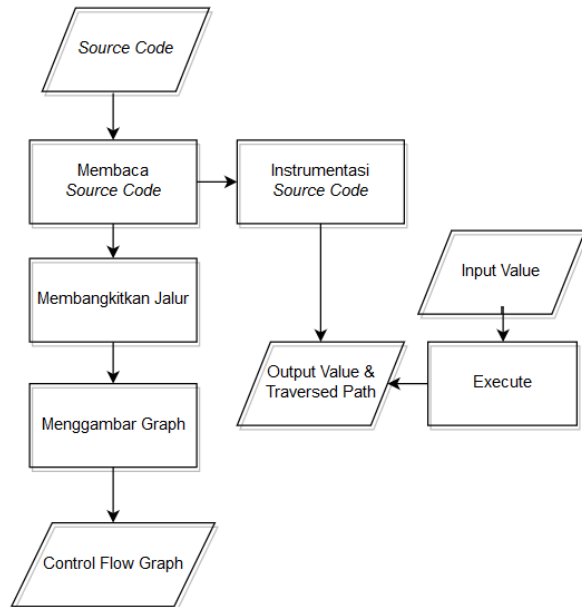 Source Code
Membaca
Source Code
Instrumentasi
Source Code
Membangkitkan Jalur
Input Value
Output Value &
Traversed Path
Execute
Menggambar Graph
Control Flow Graph